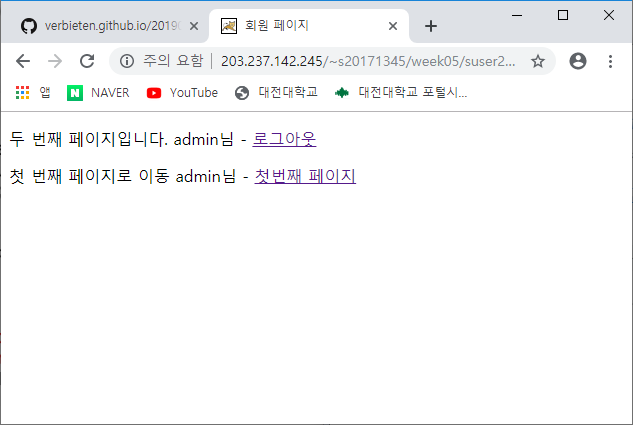 verbieten.github.io/2019
회원 페이지
주의 요함 | 203.237.142.245/~s20171345/week05/suser2...
앱 NAVER YouTube 대전대학교 대전대학교 포털시...
두 번째 페이지입니다. admin님 - 로그아웃
첫 번째 페이지로 이동 admin님 - 첫번째 페이지